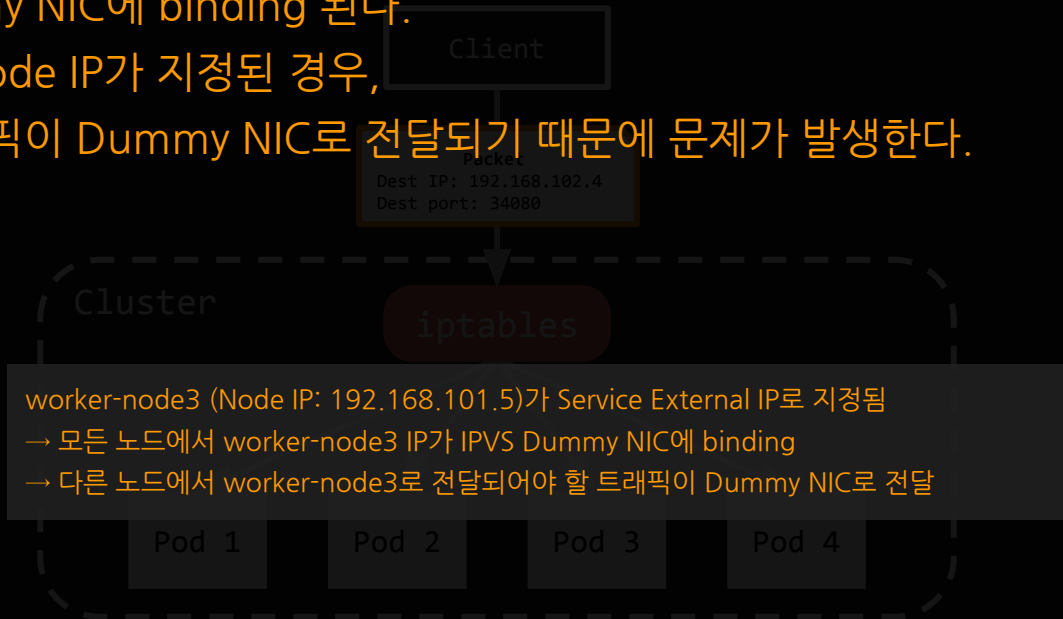 ny NIC에 binding 된다.
Client
ode IP가 지정된 경우,
픽이 Dummy NIC로 전달되기 때문에 문제가 발생한다.
Packet
Dest IP: 192.168.102.4
Dest port: 34080
Cluster
iptables
worker-node3 (Node IP: 192.168.101.5)가 Service External IP로 지정됨
→ 모든 노드에서 worker-node3 IP가 IPVS Dummy NIC에 binding
→ 다른 노드에서 worker-node3로 전달되어야 할 트래픽이 Dummy NIC로 전달
Pod 1 Pod 2 Pod 3 Pod 4